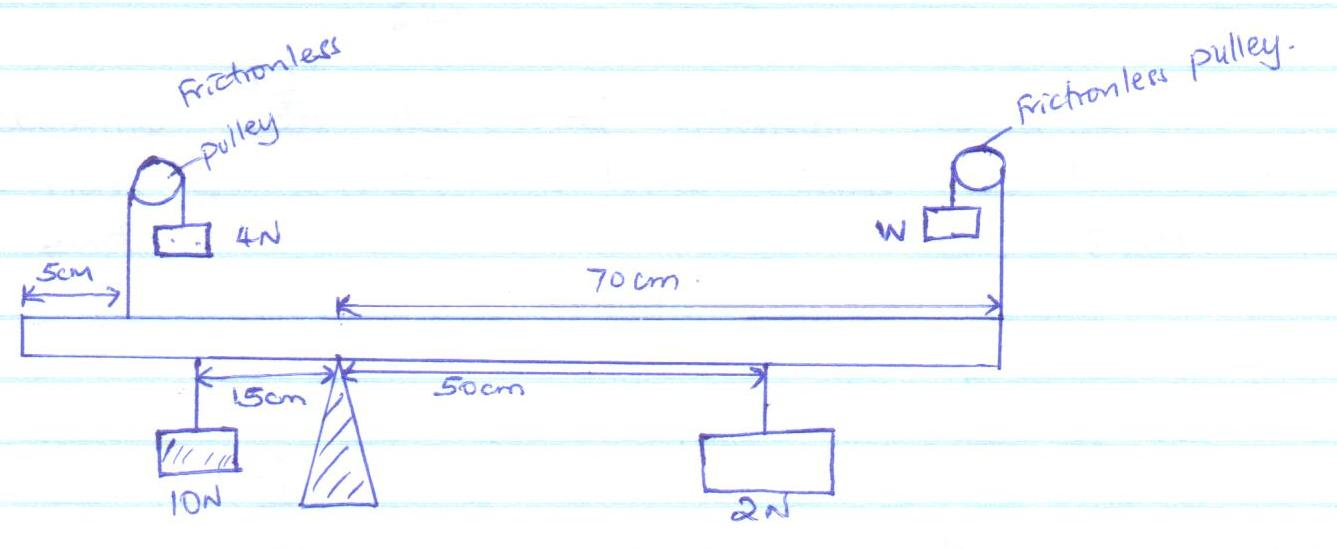 Frictionless
pulley
Frictionless pulley.
4N
W
5cm
70cm
15cm
50cm
10N
2N